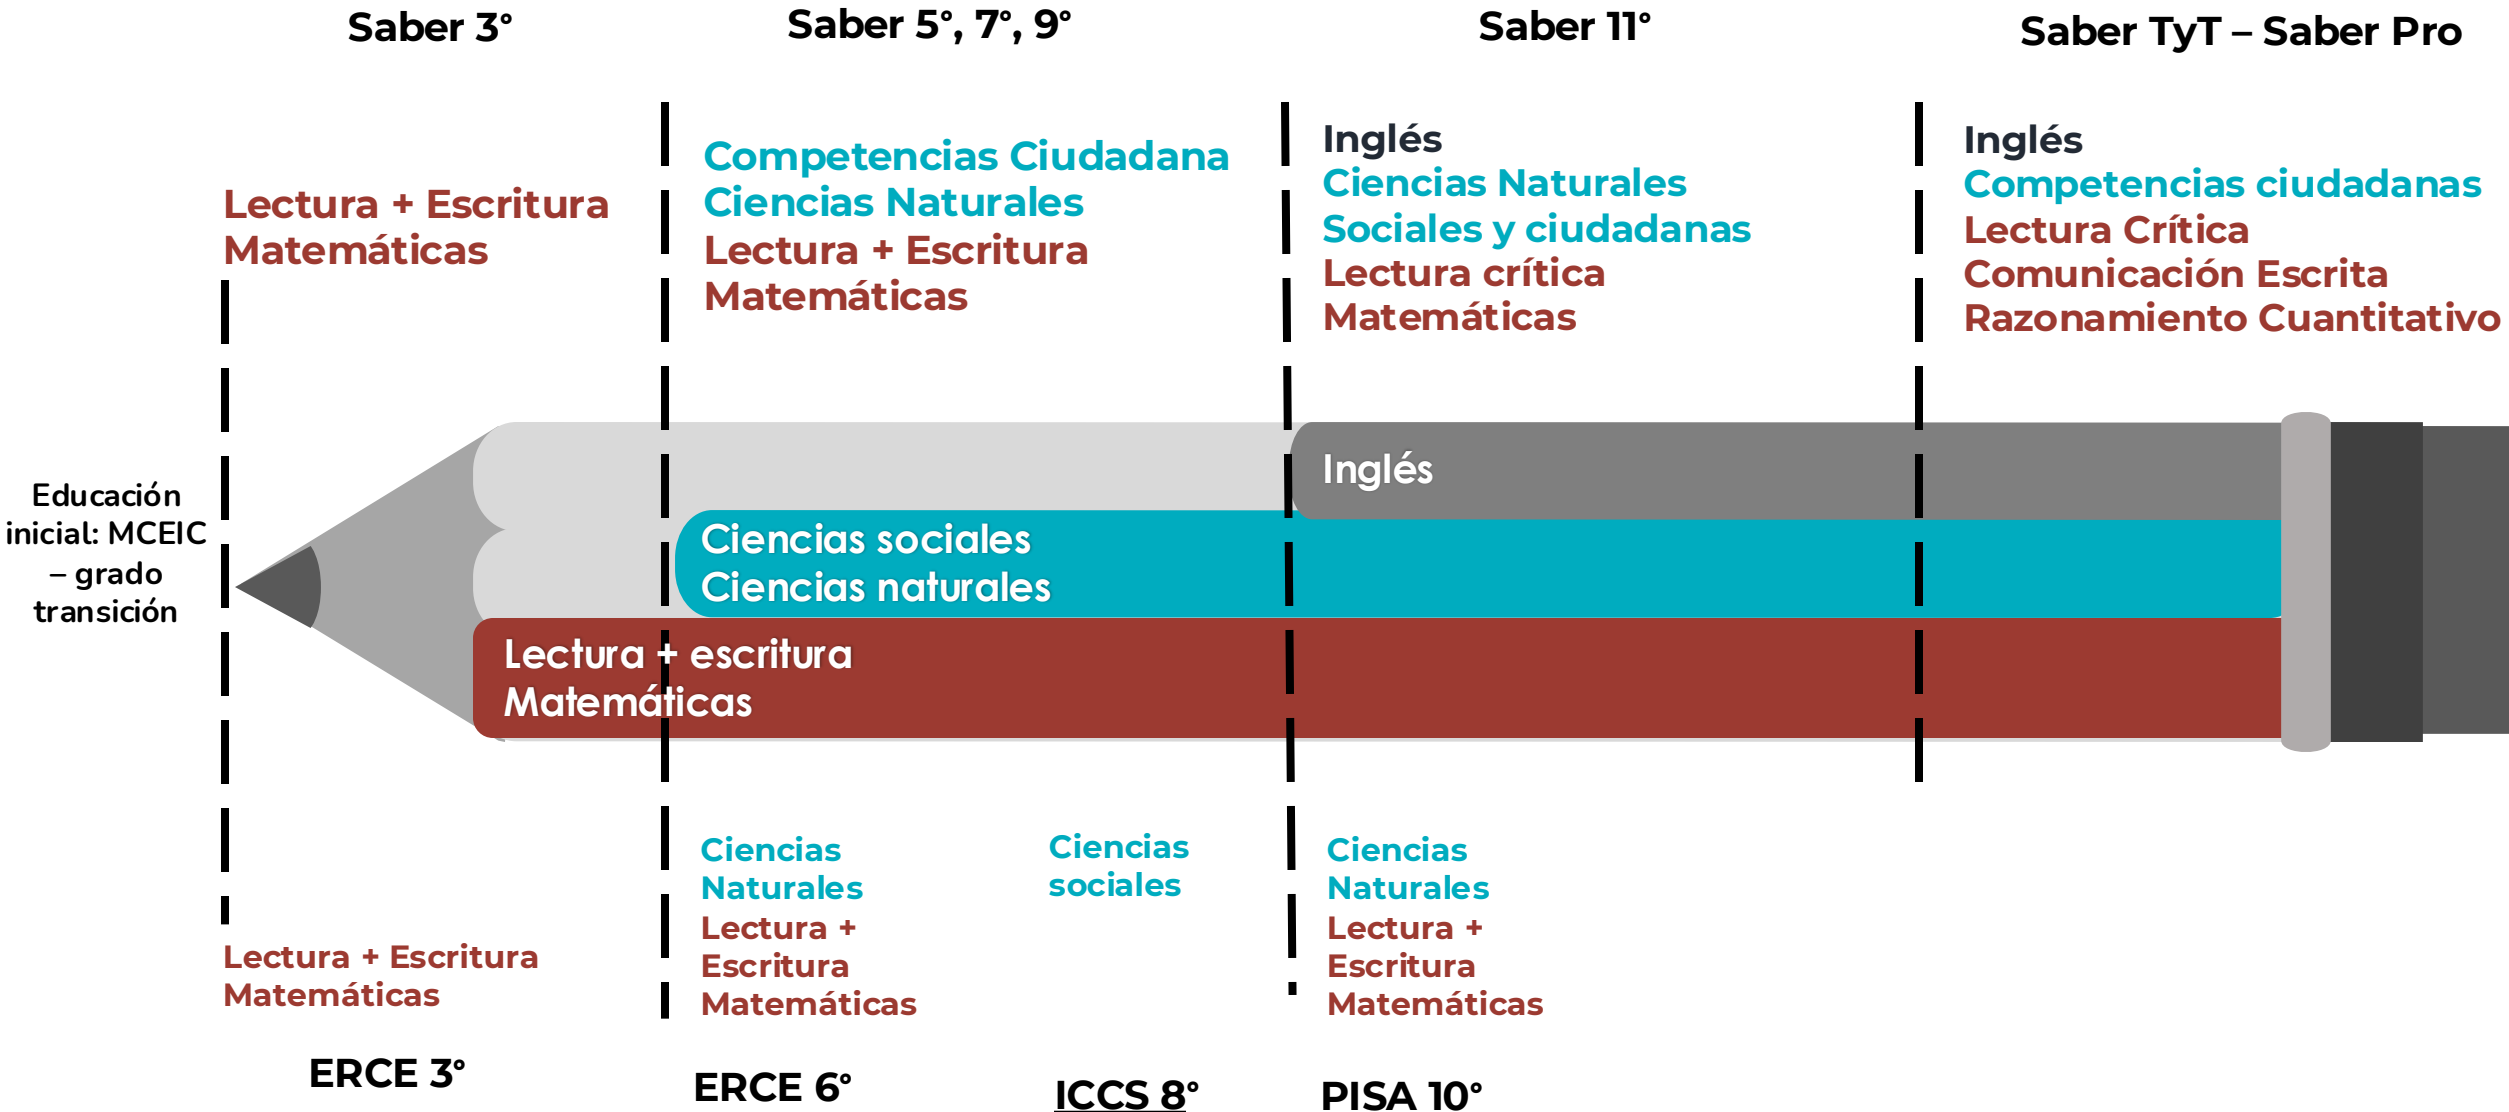 Saber 3°
Saber 5°, 7°, 9°
Saber 11°
Saber TyT – Saber Pro
Lectura + Escritura
Matemáticas
Competencias Ciudadana
Ciencias Naturales
Lectura + Escritura
Matemáticas
Inglés
Ciencias Naturales
Sociales y ciudadanas
Lectura crítica
Matemáticas
Inglés
Competencias ciudadanas
Lectura Crítica
Comunicación Escrita
Razonamiento Cuantitativo
Educación
inicial: MCEIC
– grado
transición
Inglés
Ciencias sociales
Ciencias naturales
Lectura + escritura
Matemáticas
Lectura + Escritura
Matemáticas
Ciencias
Naturales
Lectura +
Escritura
Matemáticas
Ciencias
sociales
Ciencias
Naturales
Lectura +
Escritura
Matemáticas
ERCE 3°
ERCE 6°
ICCS 8°
PISA 10°